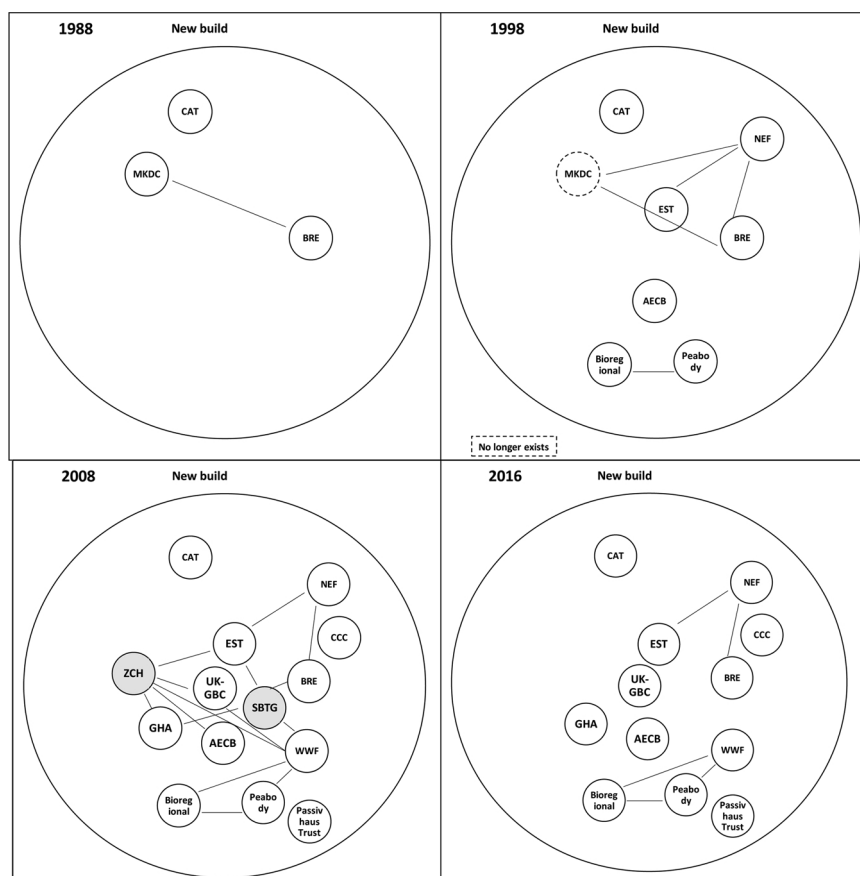 1988 New build
CAT
MKDC
BRE
1998 New build
CAT
NEF
MKDC
EST
BRE
AECB
Bioreg
ional
Peabo
dy
No longer exists
2008 New build
CAT
NEF
CCC
EST
ZCH
BRE
UK-
GBC
SBTG
GHA
AECB
WWF
Bioreg
ional
Peabo
dy
Passiv
haus
Trust
2016 New build
CAT
NEF
CCC
EST
BRE
UK-
GBC
GHA
AECB
WWF
Bioreg
ional
Peabo
dy
Passiv
haus
Trust